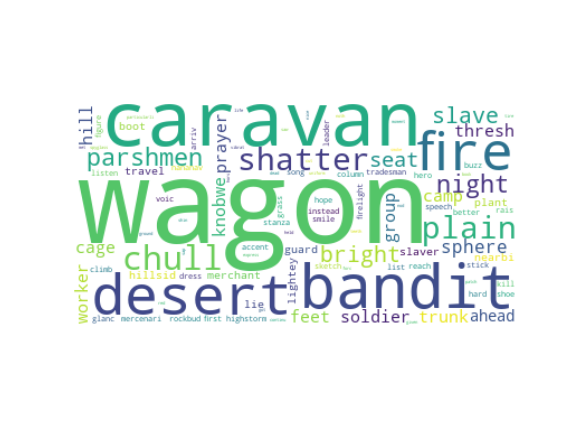 caravan
slave
hill
boot
prayer
thresh
fire
parshmen
shatter
seat
travel
night
wagon
voic
knobwe
group
camp
plant
hero
buzz
listen
leader
figure
arriv
column
tradesman
song
hope
instead
smile
firelight
stanza
grass
speech
better
rais
plain
cage
chull
accent
guard
bright
slaver
sphere
nearbi
worker
climb
hillsid
dress
merchant
lightey
sketch
list
reach
stick
kill
desert
bandit
lie
hard
shoe
glanc
mercenari
rockbud
first
highstorm
feet
soldier
trunk
ahead